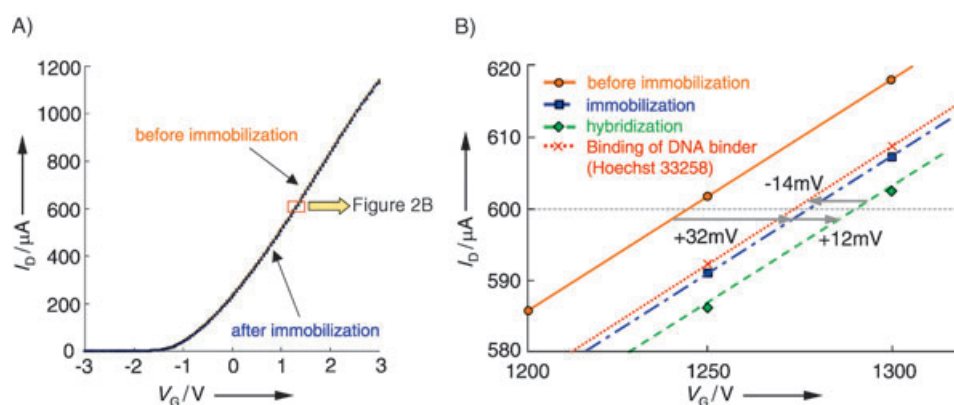 A)
1200
1000
800
600
400
200
0
I_D/µA
before immobilization
Figure 2B
after immobilization
-3 -2 -1 0 1 2 3
V_G/V
B)
620
610
600
590
580
I_D/µA
before immobilization
immobilization
hybridization
Binding of DNA binder
(Hoechst 33258)
-14mV
+32mV +12mV
1200 1250 1300
V_G/V